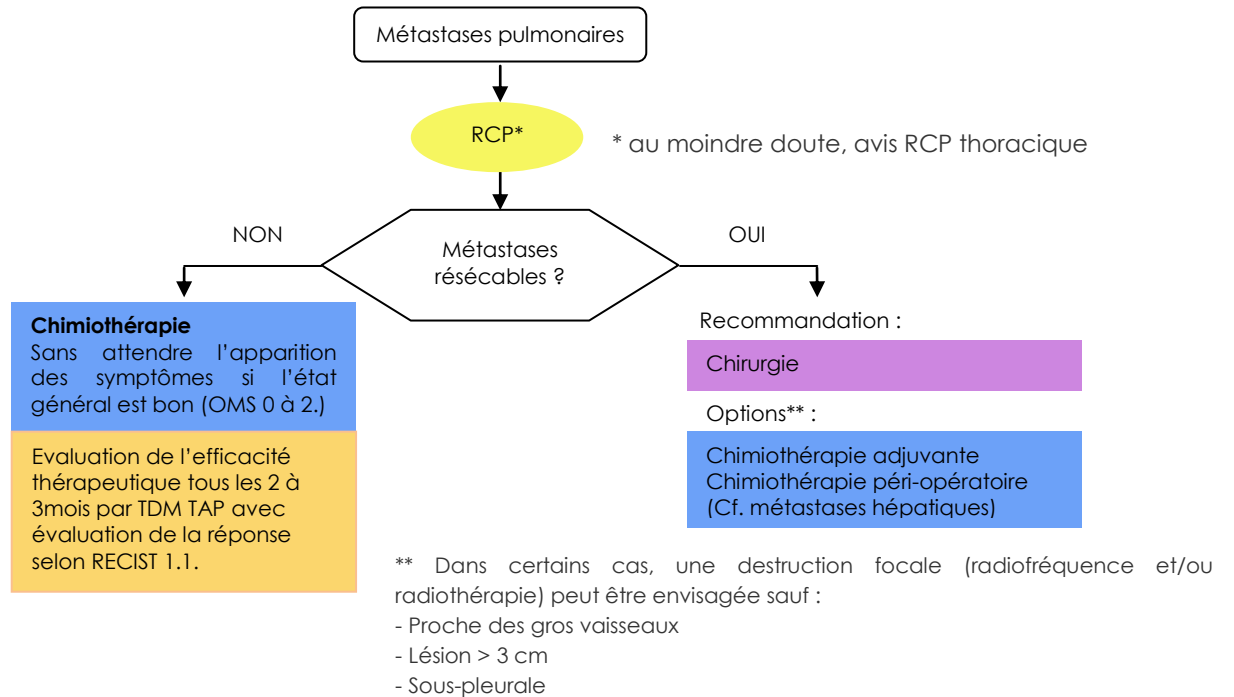 Métastases pulmonaires
RCP*
* au moindre doute, avis RCP thoracique
Métastases
résécables ?
NON
OUI
Chimiothérapie
Sans attendre l’apparition
des symptômes si l’état
général est bon (OMS 0 à 2.)
Evaluation de l’efficacité
thérapeutique tous les 2 à
3mois par TDM TAP avec
évaluation de la réponse
selon RECIST 1.1.
Recommandation :
Chirurgie
Options** :
Chimiothérapie adjuvante
Chimiothérapie péri-opératoire
(Cf. métastases hépatiques)
** Dans certains cas, une destruction focale (radiofréquence et/ou
radiothérapie) peut être envisagée sauf :
- Proche des gros vaisseaux
- Lésion > 3 cm
- Sous-pleurale